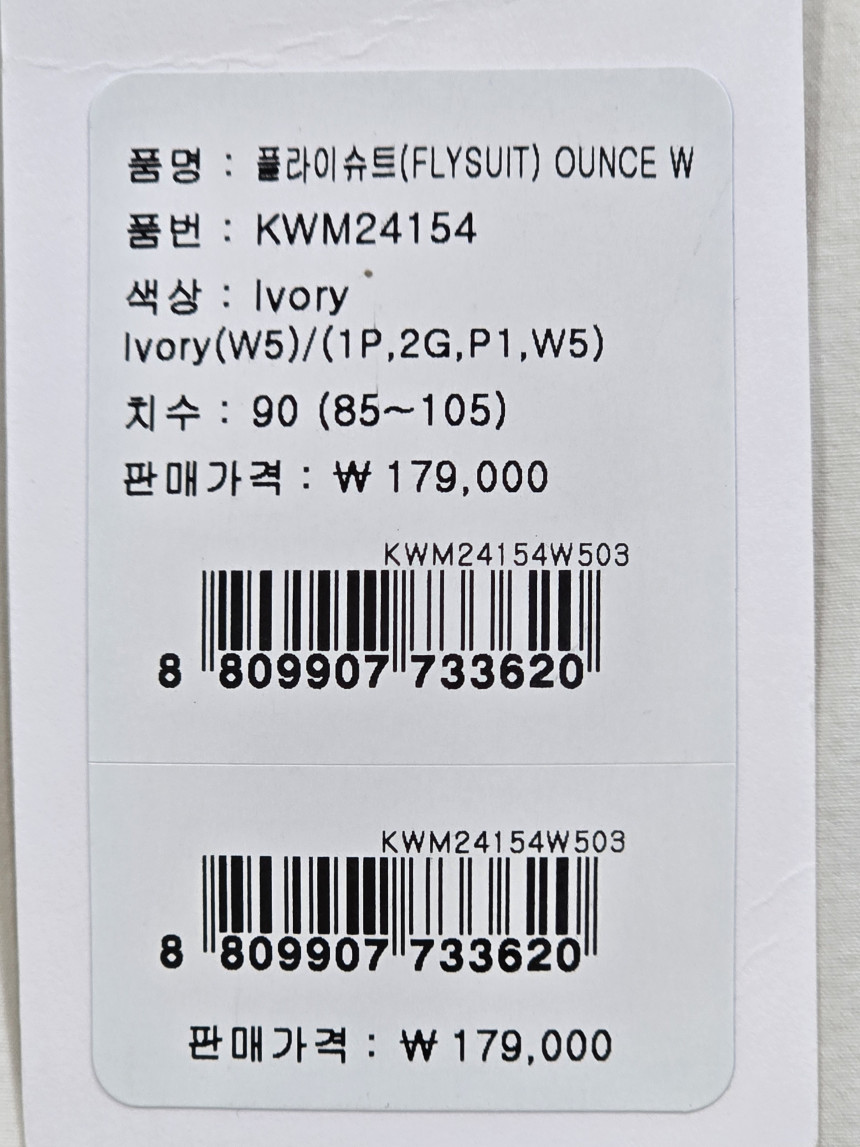 품명 : 플라이슈트(FLYSUIT) OUNCE W
품번 : KWM24154
색상 : Ivory
Ivory(W5)/(1P,2G,P1,W5)
치수 : 90 (85~105)
판매가격 : ₩ 179,000
KWM24154W503
8 809907 733620
KWM24154W503
8 809907 733620
판매가격 : ₩ 179,000